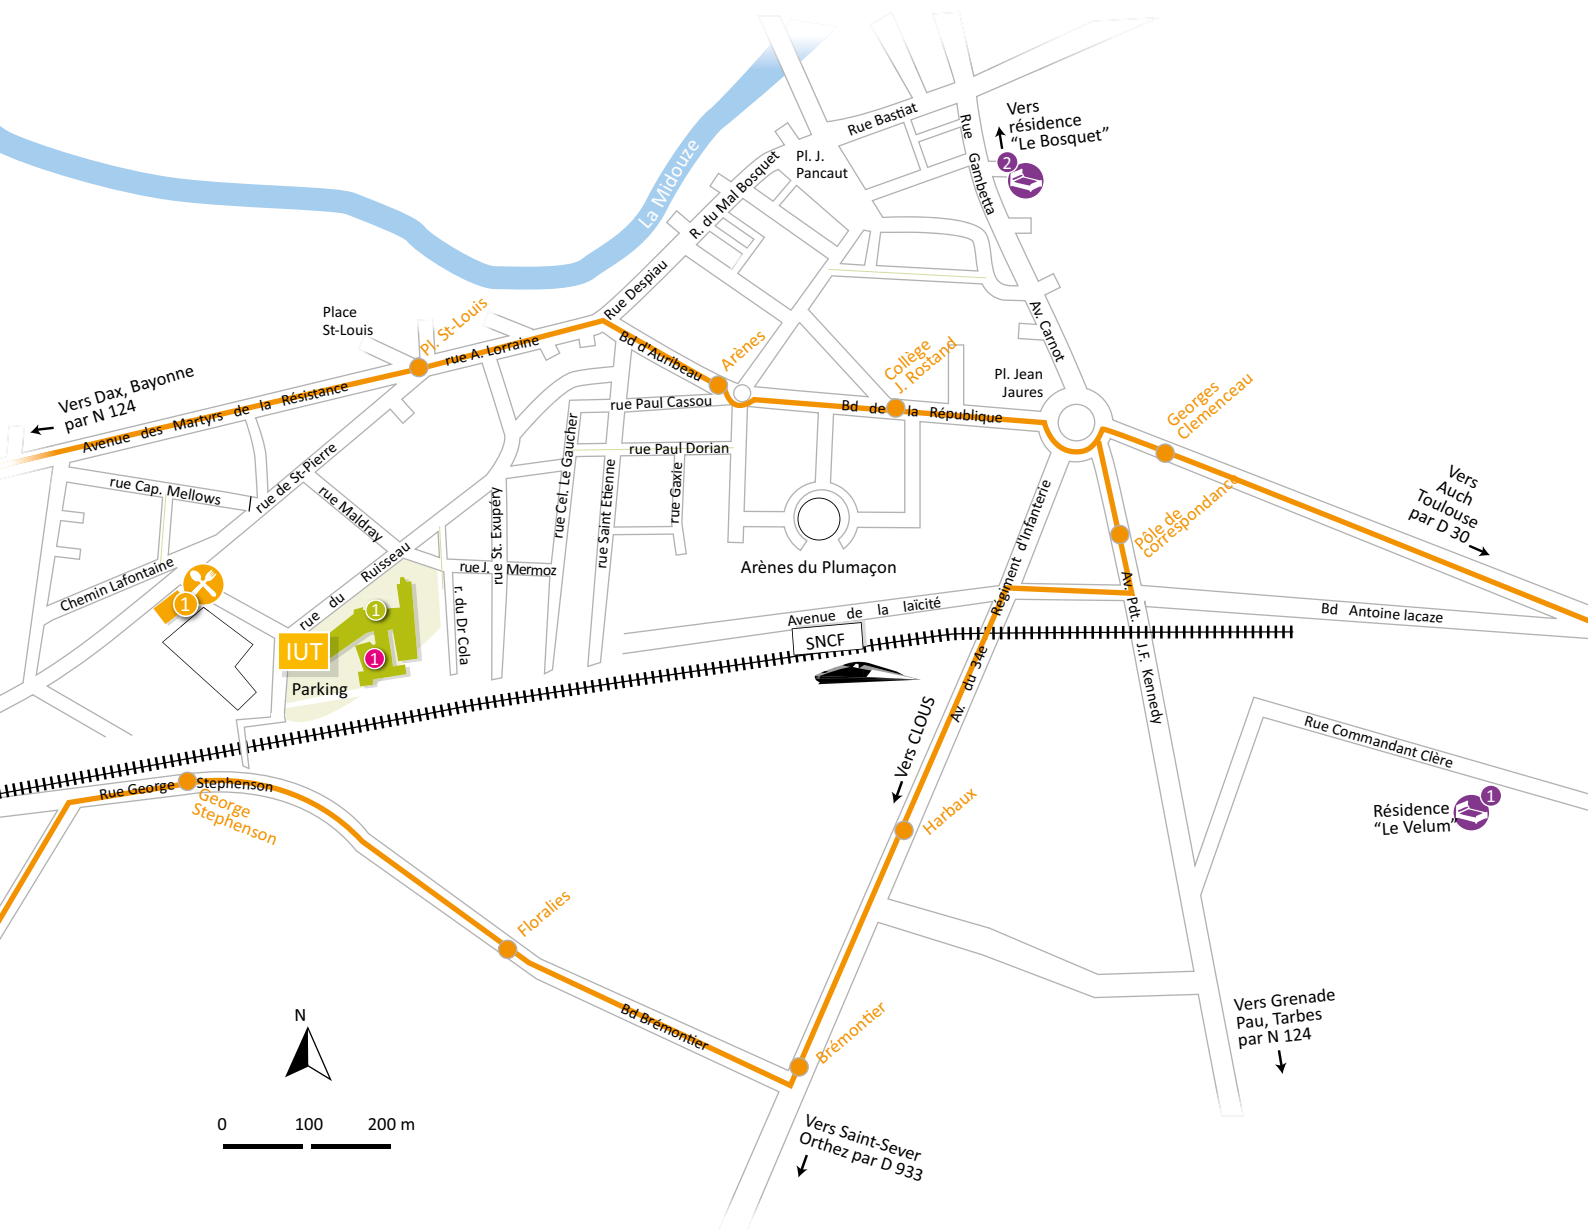 Vers
résidence
“Le Bosquet”
2
Rue Bastiat
Rue Gambetta
Pl. J.
Pancaut
R. du Mal Bosquet
La Midouze
Rue Despiau
Place
St-Louis
Pl. St-Louis
rue A. Lorraine
Bd d'Auribeau
Arènes
Collège
J. Rostand
Av. Carnot
Pl. Jean
Jaures
Georges
Clemenceau
Vers Dax, Bayonne
par N 124
Avenue des Martyrs de la Résistance
rue Paul Cassou
Bd de la République
rue Paul Dorian
rue Cel. Le Gaucher
rue Saint Etienne
rue Gaxie
rue St. Exupéry
rue de St-Pierre
rue Cap. Mellows
rue Maldray
Vers
Auch
Toulouse
par D 30
Pôle de
correspondance
Arènes du Plumaçon
rue J. Mermoz
r. du Dr Cola
rue du Ruisseau
Chemin Lafontaine
1
1
1
IUT
Parking
Avenue de la laïcité
SNCF
Av. du 34e Régiment d'Infanterie
Av. Pdt. J.F. Kennedy
Bd Antoine lacaze
Vers CLOUS
Rue Commandant Clère
Résidence
“Le Velum”
1
Rue George Stephenson
George
Stephenson
Harbaux
Floralies
Bd Brémontier
Brémontier
Vers Grenade
Pau, Tarbes
par N 124
N
0 100 200 m
Vers Saint-Sever
Orthez par D 933